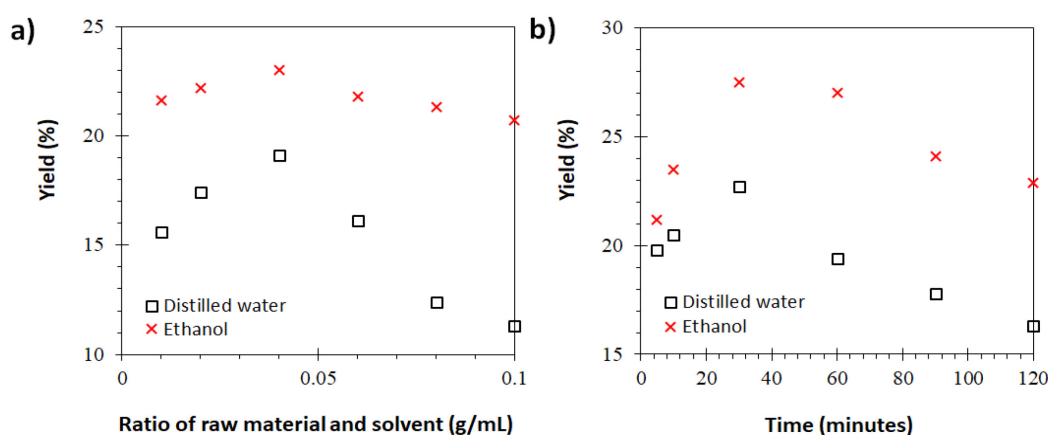 a)
25
20
15
10
Yield (%)
Distilled water
Ethanol
0
0.05
0.1
Ratio of raw material and solvent (g/mL)
b)
30
25
20
15
Yield (%)
Distilled water
Ethanol
0
20
40
60
80
100
120
Time (minutes)